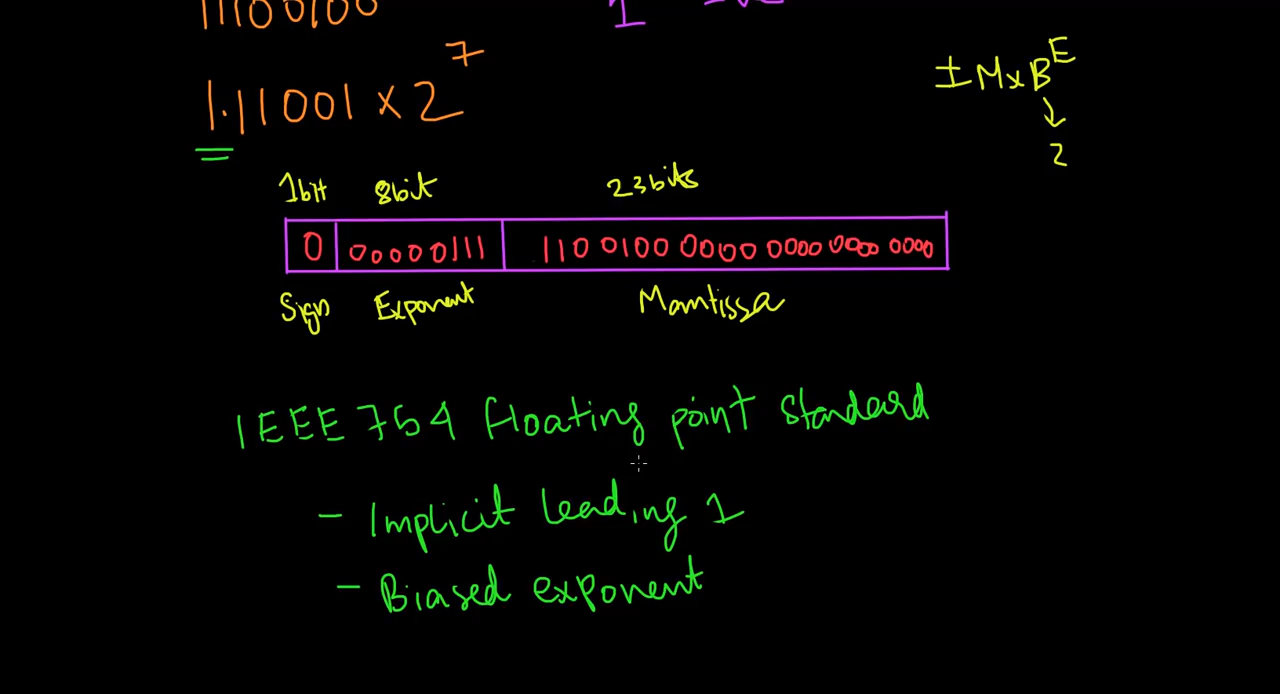 11100100
1.11001 x 2^7
± M x B^E
↓
2
1bit 8bit 23bits
0 00000111 110 0100 0000 0000 0000 0000
Sign Exponent Mantissa
IEEE 754 floating point standard
- Implicit leading 1
- Biased exponent